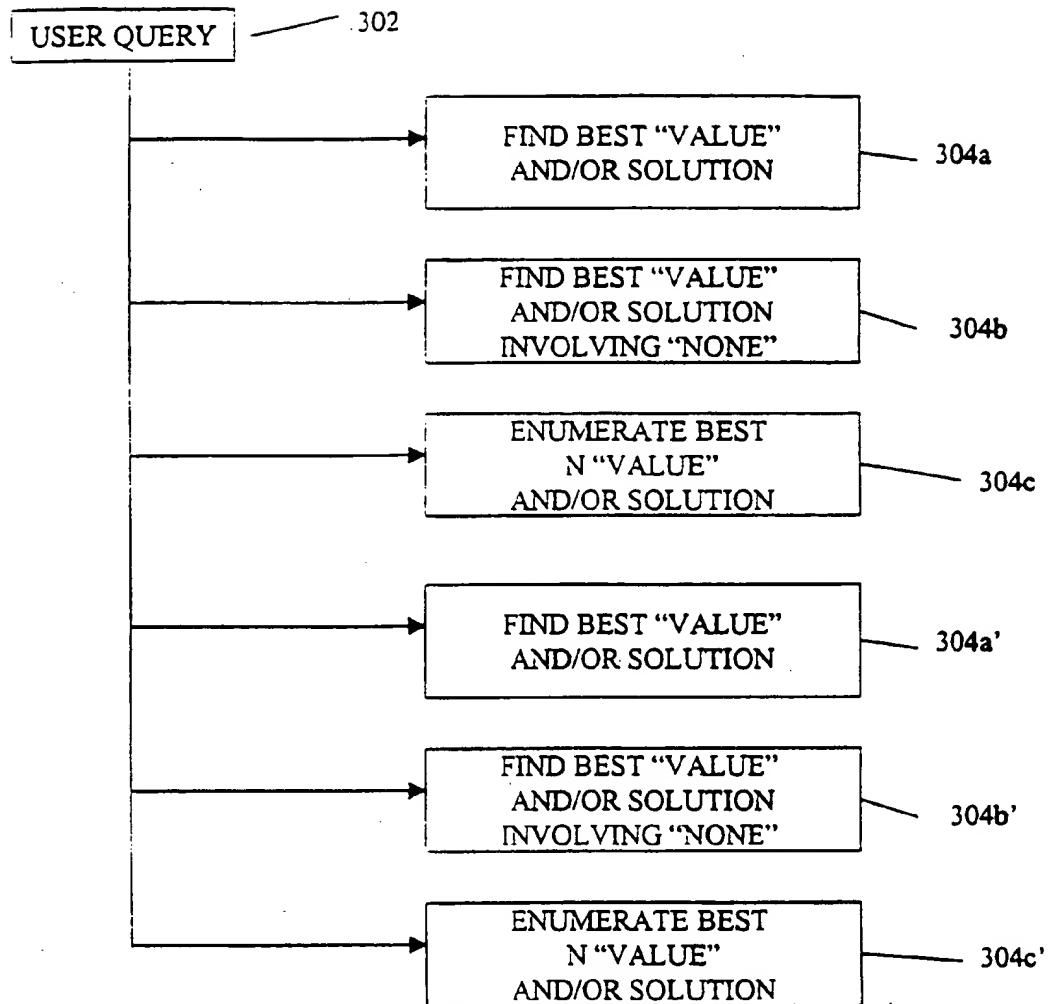 USER QUERY
302
FIND BEST “VALUE”
AND/OR SOLUTION
304a
FIND BEST “VALUE”
AND/OR SOLUTION
INVOLVING “NONE”
304b
ENUMERATE BEST
N “VALUE”
AND/OR SOLUTION
304c
FIND BEST “VALUE”
AND/OR SOLUTION
304a’
FIND BEST “VALUE”
AND/OR SOLUTION
INVOLVING “NONE”
304b’
ENUMERATE BEST
N “VALUE”
AND/OR SOLUTION
304c’